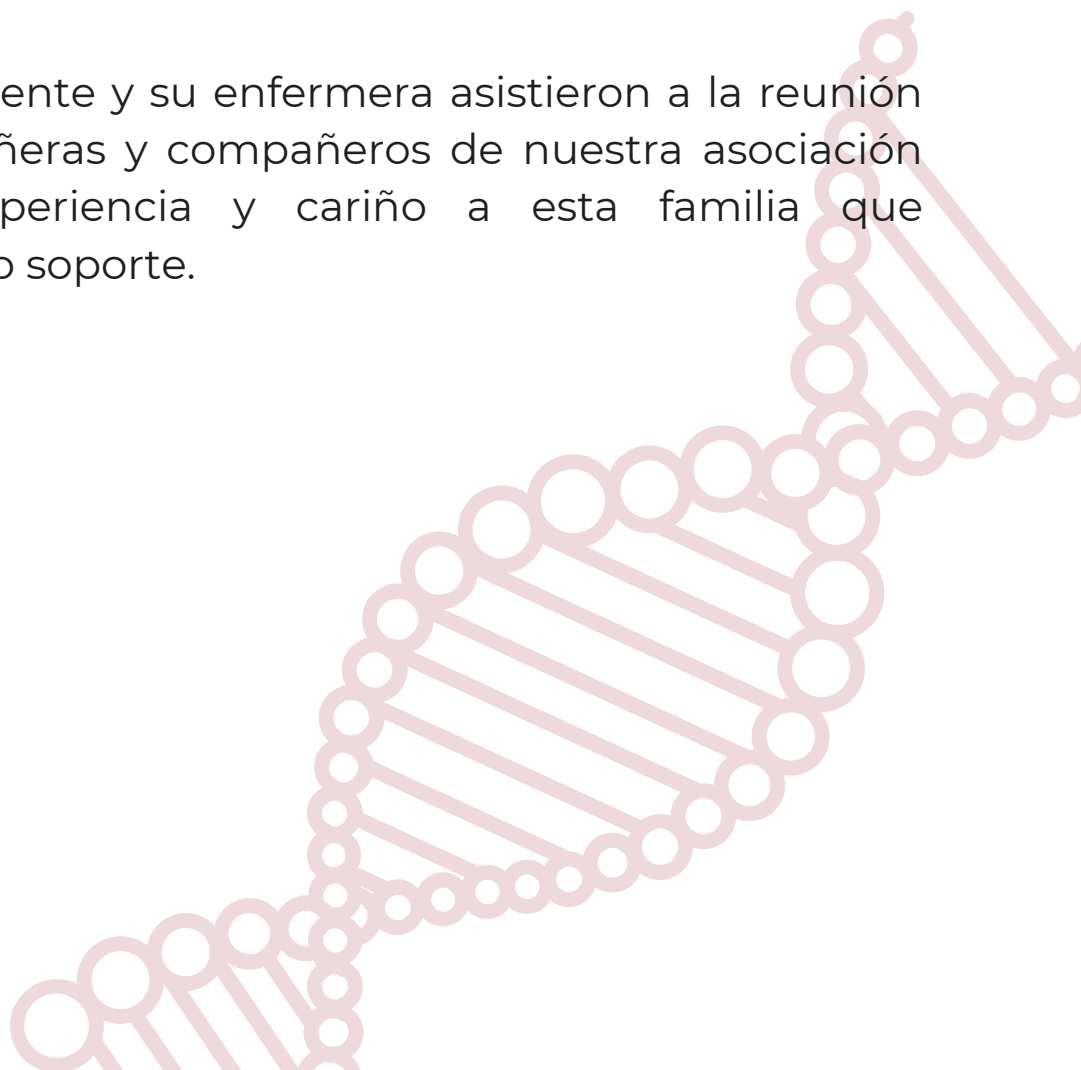 ente y su enfermera asistieron a la reunión
ñeras y compañeros de nuestra asociación
periencia y cariño a esta familia que
o soporte.